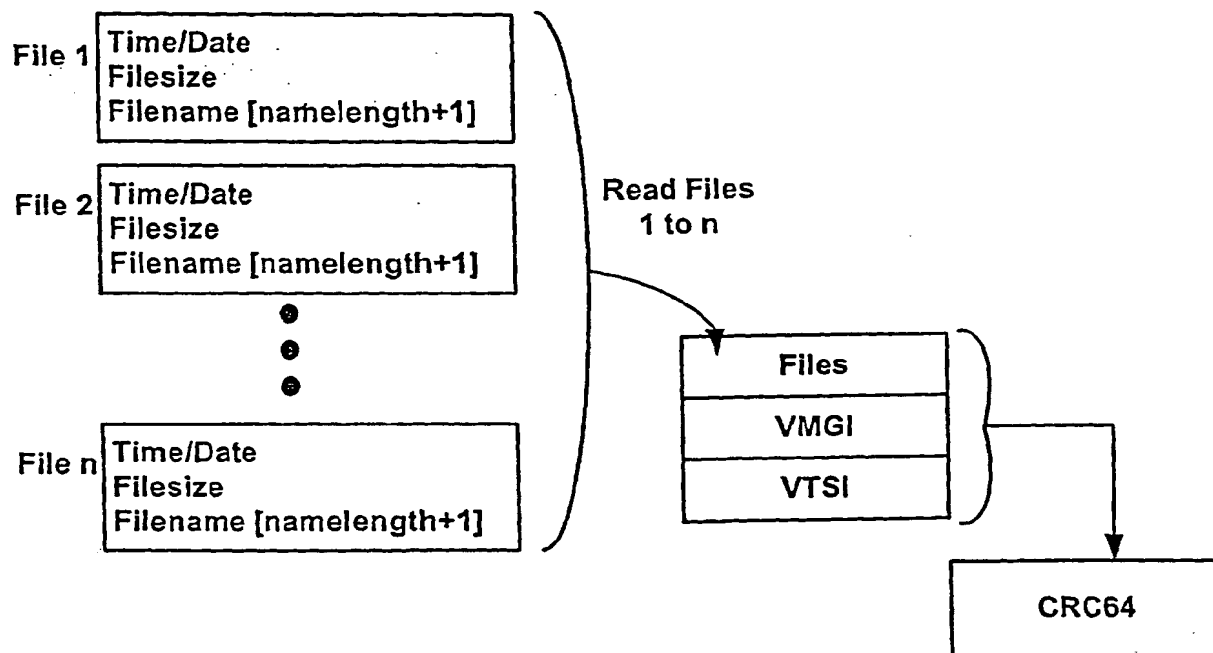 File 1
Time/Date
Filesize
Filename [namelength+1]
File 2
Time/Date
Filesize
Filename [namelength+1]
Read Files
1 to n
File n
Time/Date
Filesize
Filename [namelength+1]
Files
VMGI
VTSI
CRC64